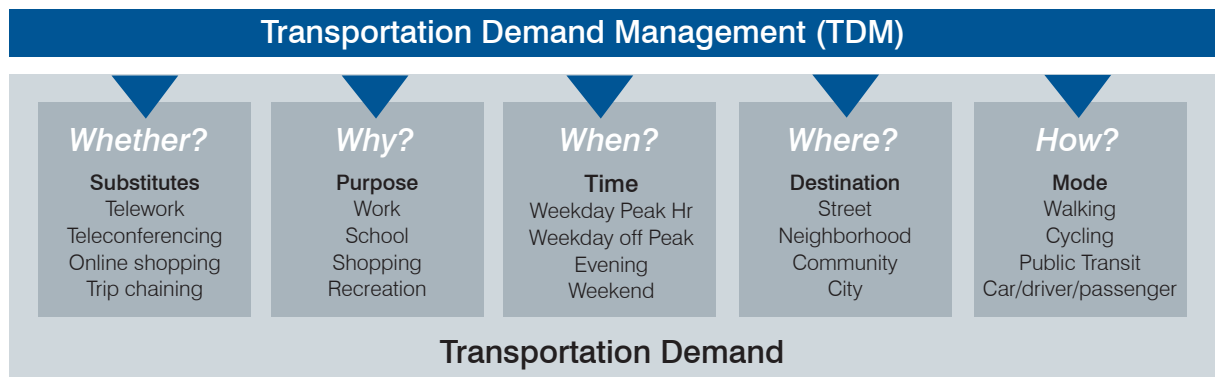 Transportation Demand Management (TDM)
Whether?
Substitutes
Telework
Teleconferencing
Online shopping
Trip chaining
Why?
Purpose
Work
School
Shopping
Recreation
When?
Time
Weekday Peak Hr
Weekday off Peak
Evening
Weekend
Where?
Destination
Street
Neighborhood
Community
City
How?
Mode
Walking
Cycling
Public Transit
Car/driver/passenger
Transportation Demand